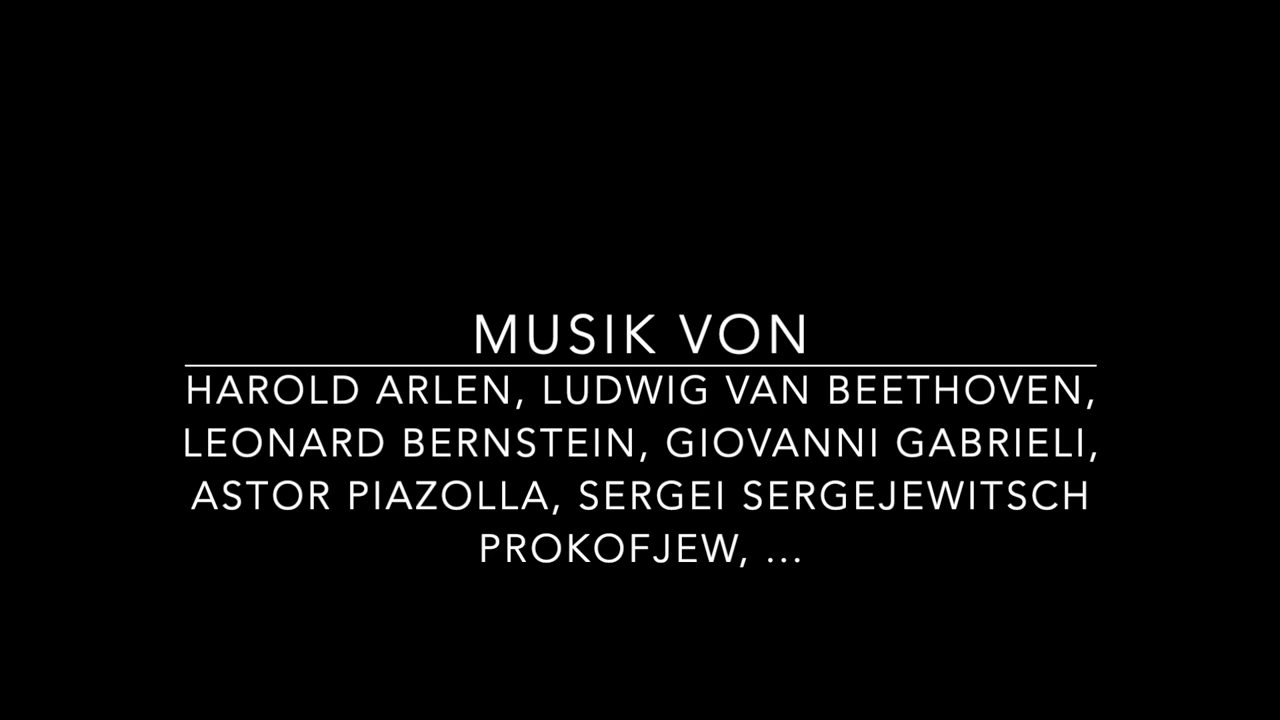 MUSIK VON
HAROLD ARLEN, LUDWIG VAN BEETHOVEN,
LEONARD BERNSTEIN, GIOVANNI GABRIELI,
ASTOR PIAZOLLA, SERGEI SERGEJEWITSCH
PROKOFJEW, ...